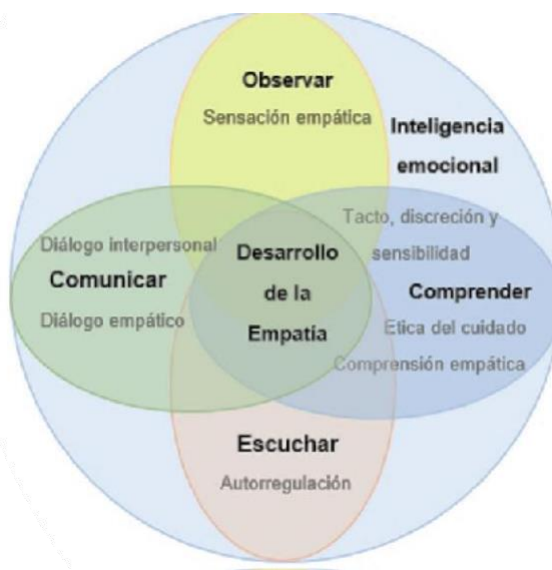 Observar
Sensación empática
Inteligencia
emocional
Tacto, discreción y
sensibilidad
Diálogo interpersonal
Comunicar
Diálogo empático
Desarrollo
de la
Empatía
Comprender
Etica del cuidado
Comprensión empática
Escuchar
Autorregulación